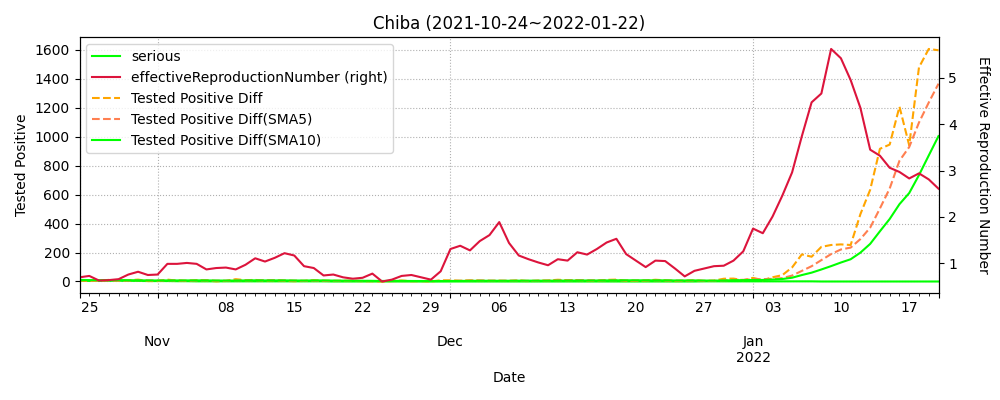 Chiba (2021-10-24~2022-01-22)
serious
effectiveReproductionNumber (right)
Tested Positive Diff
Tested Positive Diff(SMA5)
Tested Positive Diff(SMA10)
Tested Positive
1600
1400
1200
1000
800
600
400
200
0
5
4
3
2
1
Effective Reproduction Number
25 08 15 22 29 06 13 20 27 03 10 17
Nov Dec Jan
2022
Date